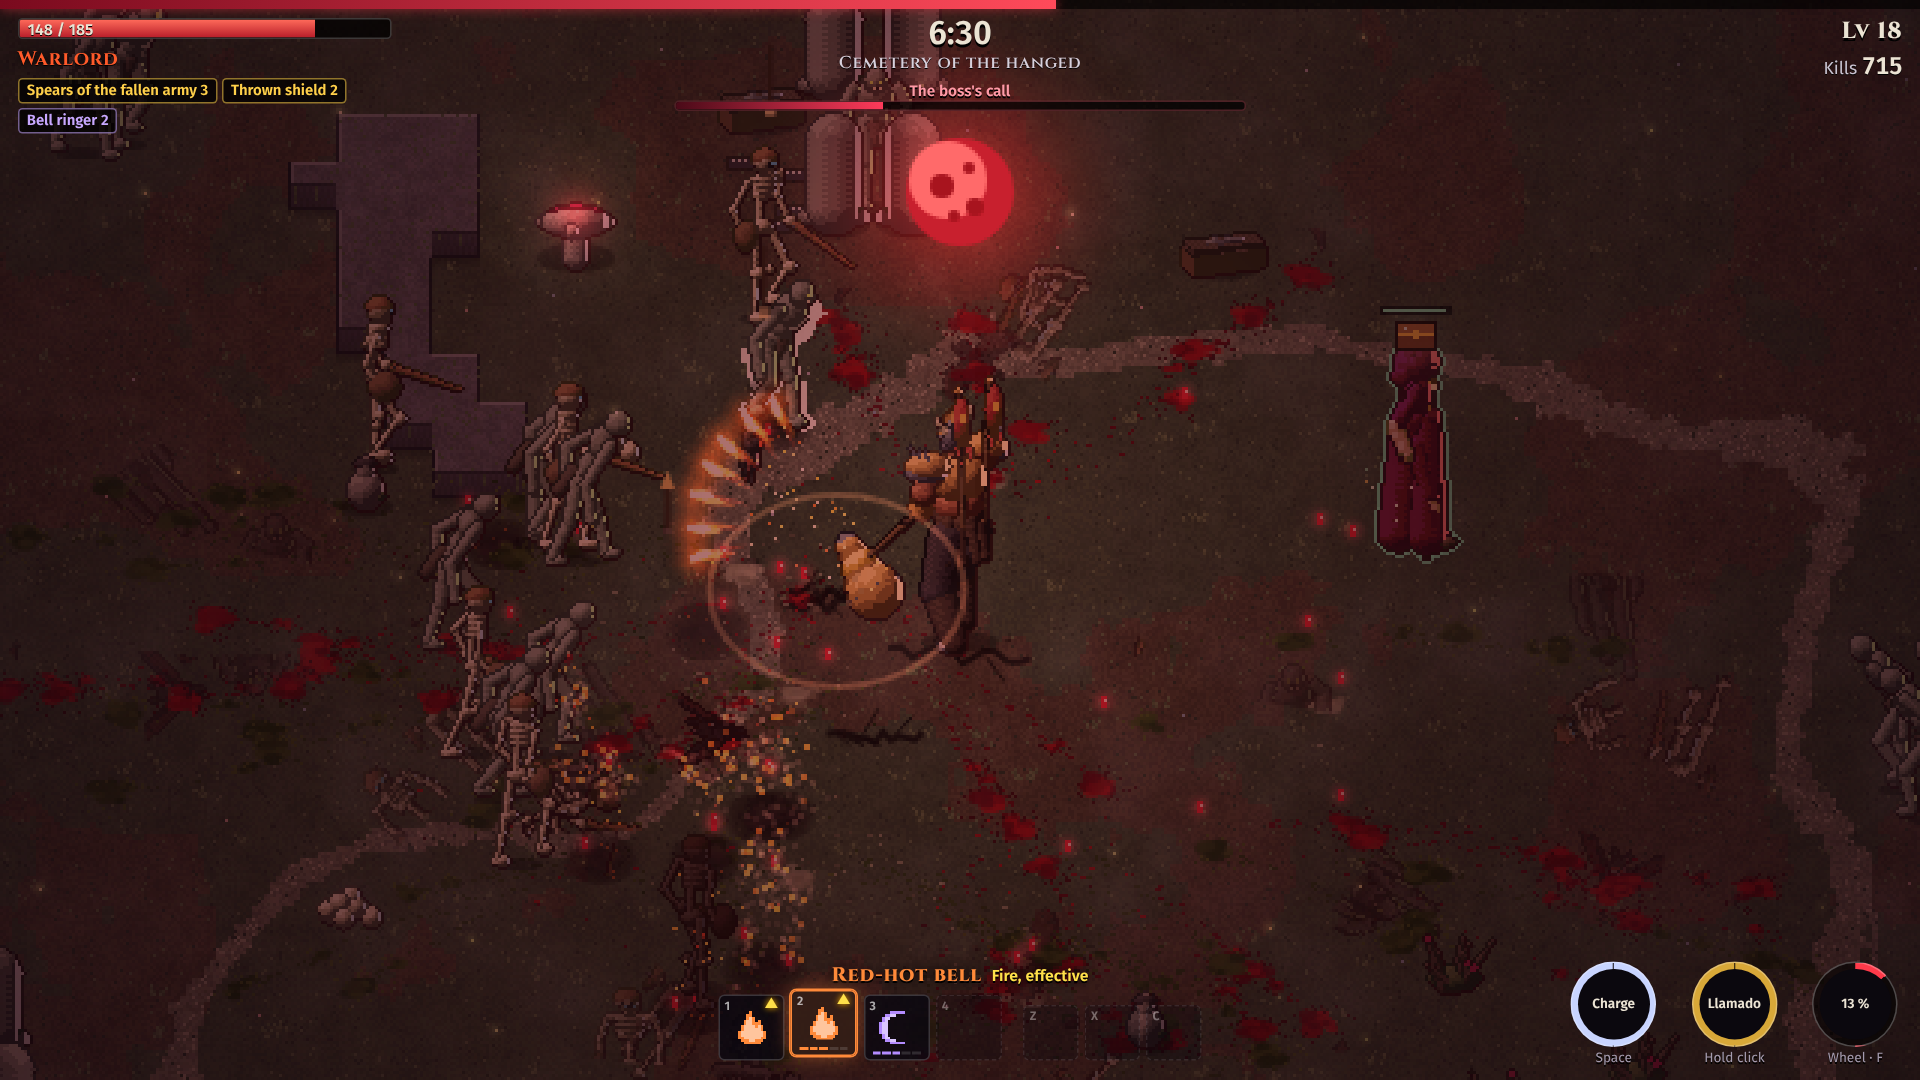 148 / 185
WARLORD
Spears of the fallen army 3
Thrown shield 2
Bell ringer 2
6:30
CEMETERY OF THE HANGED
The boss's call
Lv 18
Kills 715
RED-HOT BELL Fire, effective
1
2
3
4
Z
X
C
Charge
Space
Llamado
Hold click
13 %
Wheel · F